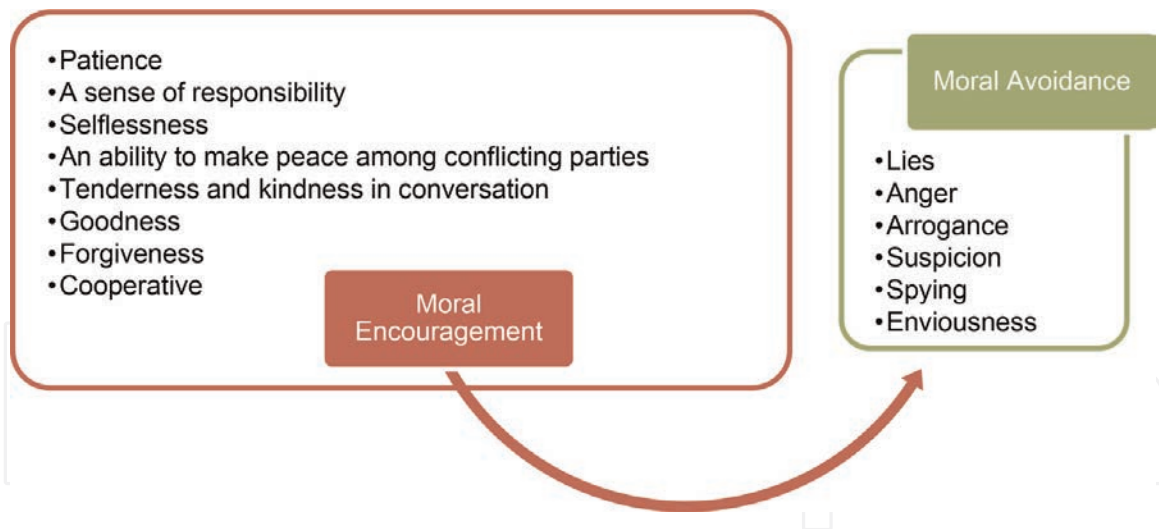 •Patience
•A sense of responsibility
•Selflessness
•An ability to make peace among conflicting parties
•Tenderness and kindness in conversation
•Goodness
•Forgiveness
•Cooperative
Moral
Encouragement
Moral Avoidance
•Lies
•Anger
•Arrogance
•Suspicion
•Spying
•Enviousness